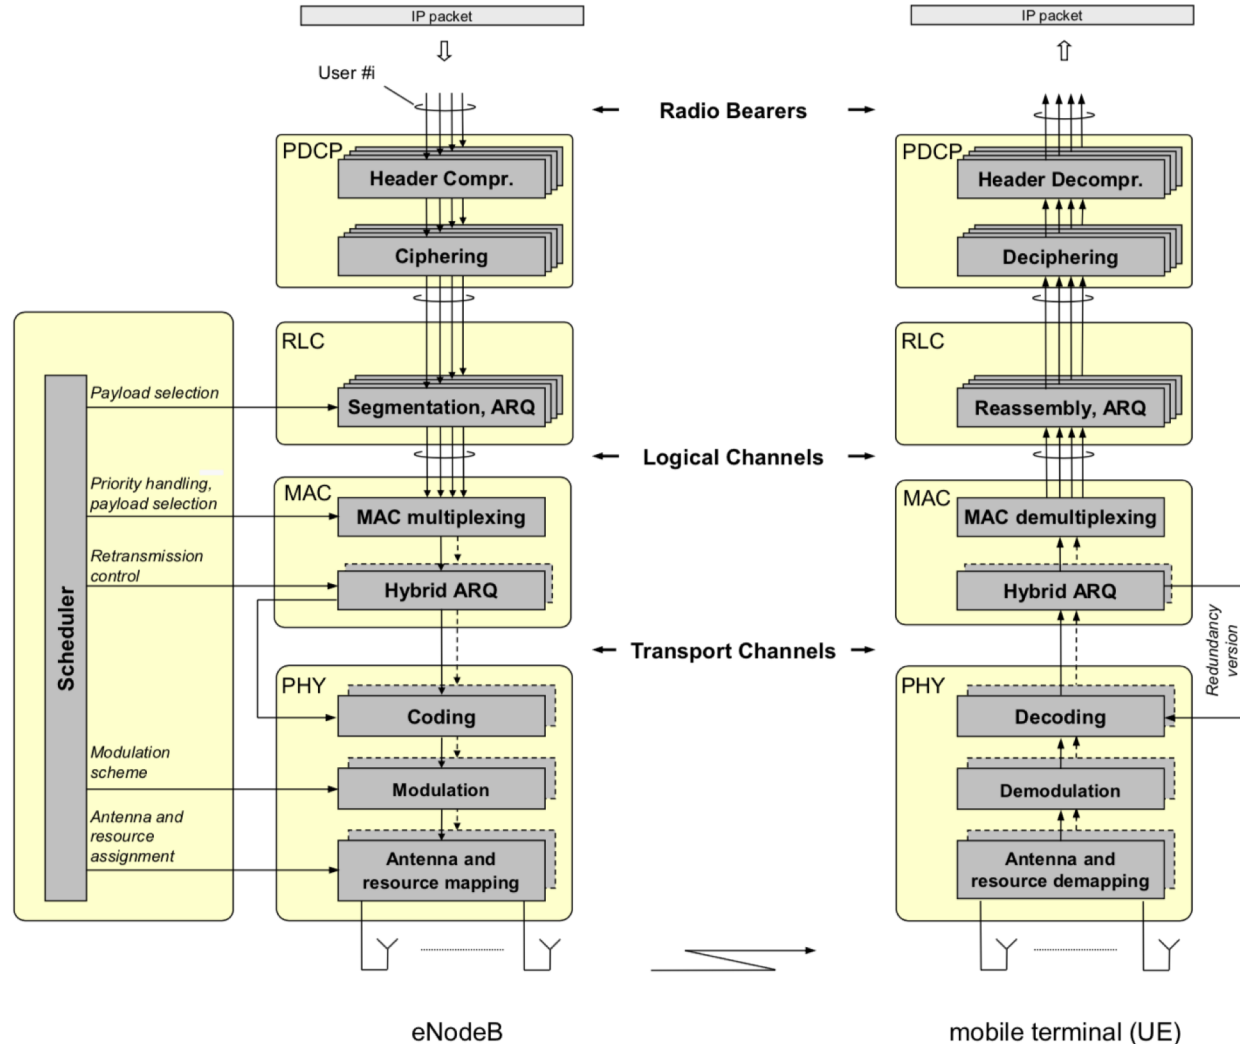 IP packet
IP packet
User #i
Radio Bearers
PDCP
Header Compr.
Ciphering
PDCP
Header Decompr.
Deciphering
RLC
Segmentation, ARQ
RLC
Reassembly, ARQ
Payload selection
Logical Channels
Priority handling,
payload selection
MAC
MAC multiplexing
MAC
MAC demultiplexing
Retransmission
control
Hybrid ARQ
Hybrid ARQ
Scheduler
Redundancy
version
Transport Channels
PHY
Coding
PHY
Decoding
Modulation
scheme
Modulation
Demodulation
Antenna and
resource
assignment
Antenna and
resource mapping
Antenna and
resource demapping
eNodeB
mobile terminal (UE)